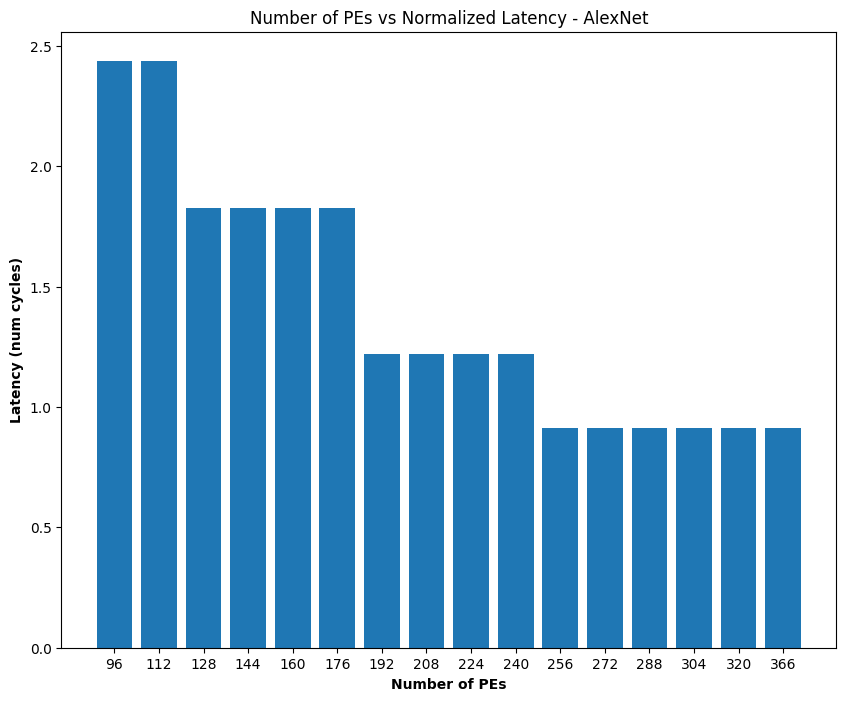 Number of PEs vs Normalized Latency - AlexNet
Latency (num cycles)
2.5
2.0
1.5
1.0
0.5
0.0
96 112 128 144 160 176 192 208 224 240 256 272 288 304 320 366
Number of PEs